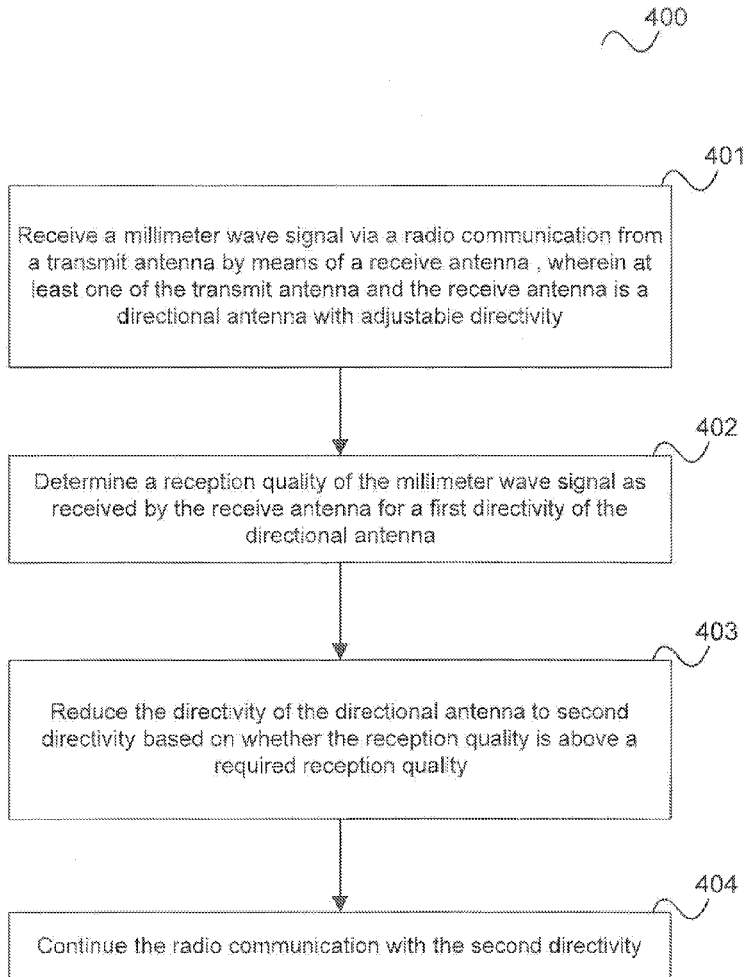 400
401
Receive a millimeter wave signal via a radio communication from
a transmit antenna by means of a receive antenna , wherein at
least one of the transmit antenna and the receive antenna is a
directional antenna with adjustable directivity
402
Determine a reception quality of the millimeter wave signal as
received by the receive antenna for a first directivity of the
directional antenna
403
Reduce the directivity of the directional antenna to second
directivity based on whether the reception quality is above a
required reception quality
404
Continue the radio communication with the second directivity